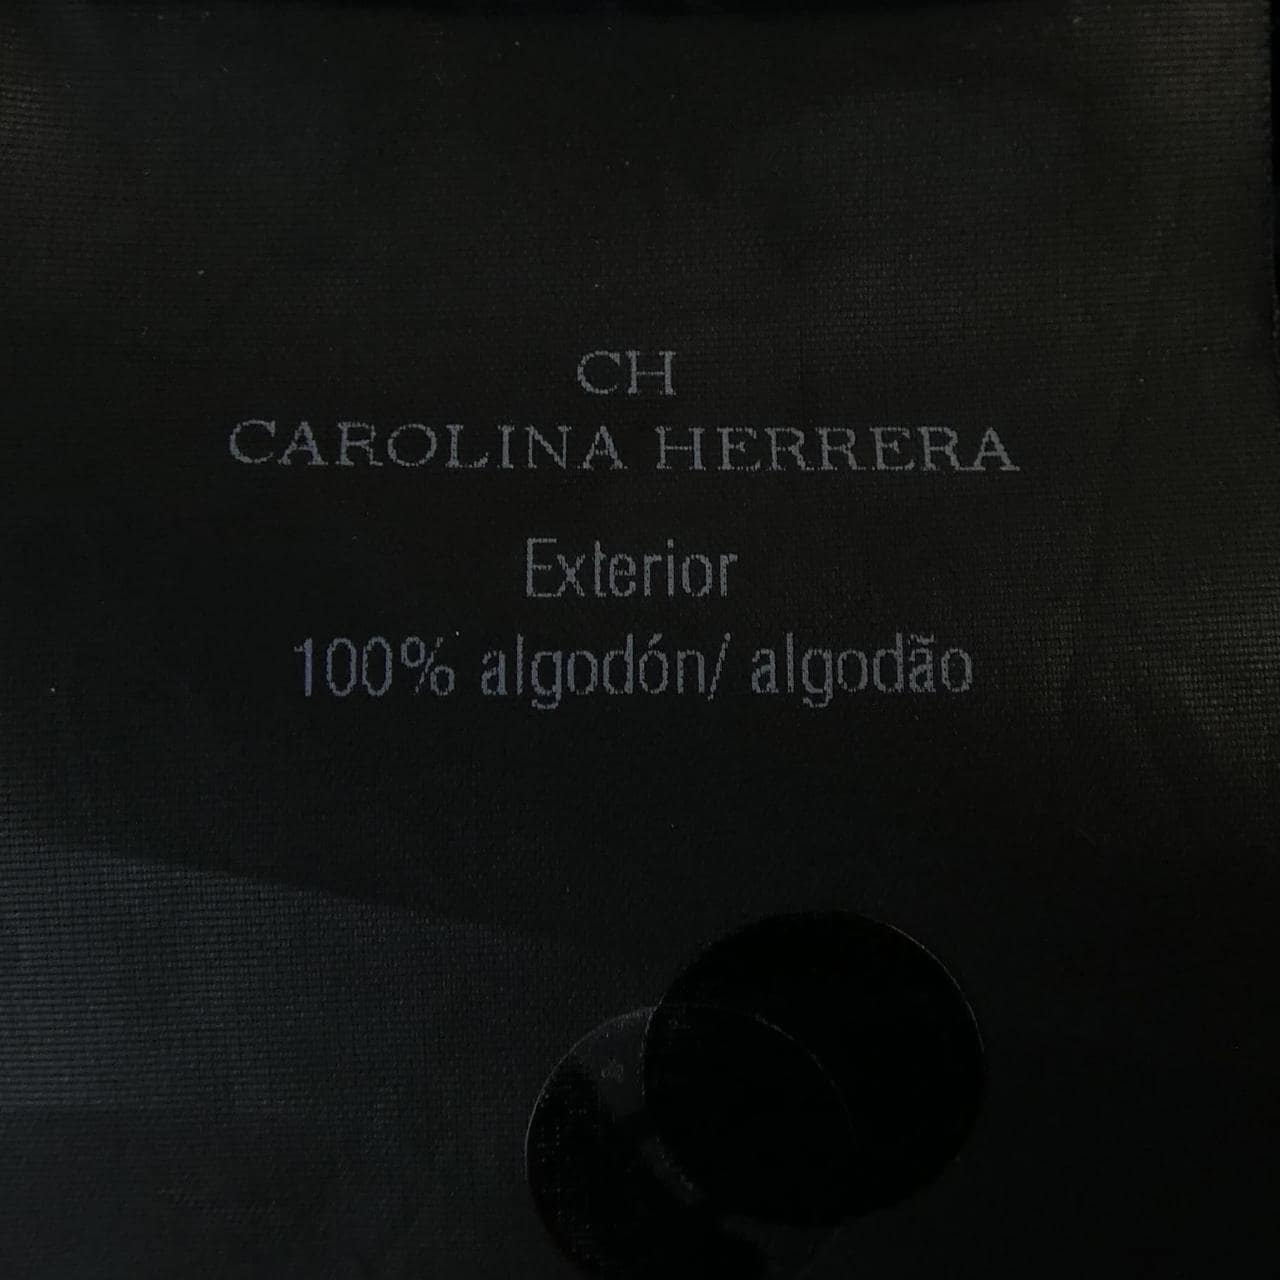 CH
CAROLINA HERRERA
Exterior
100% algodón/ algodão